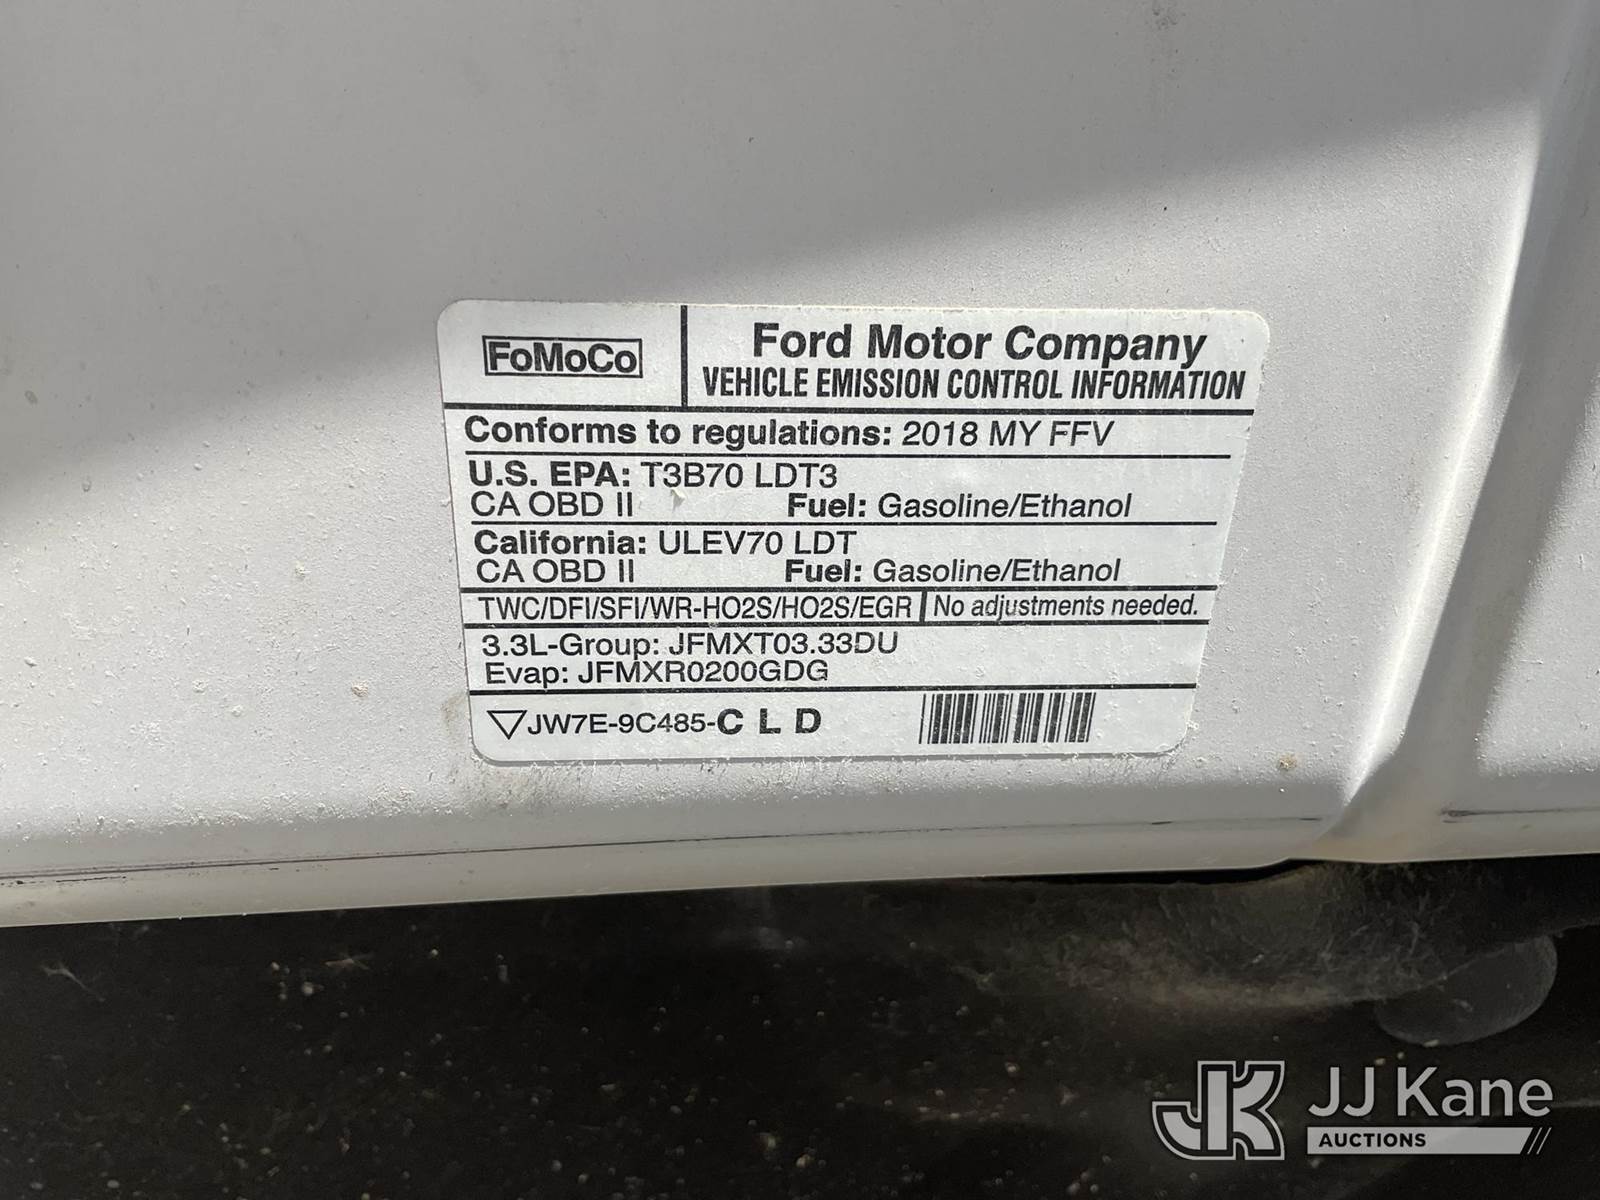 FoMoCo
Ford Motor Company
VEHICLE EMISSION CONTROL INFORMATION
Conforms to regulations: 2018 MY FFV
U.S. EPA: T3B70 LDT3
CA OBD II Fuel: Gasoline/Ethanol
California: ULEV70 LDT
CA OBD II Fuel: Gasoline/Ethanol
TWC/DFI/SFI/WR-HO2S/HO2S/EGR No adjustments needed.
3.3L-Group: JFMXT03.33DU
Evap: JFMXR0200GDG
JW7E-9C485-C L D
JK JJ Kane
AUCTIONS